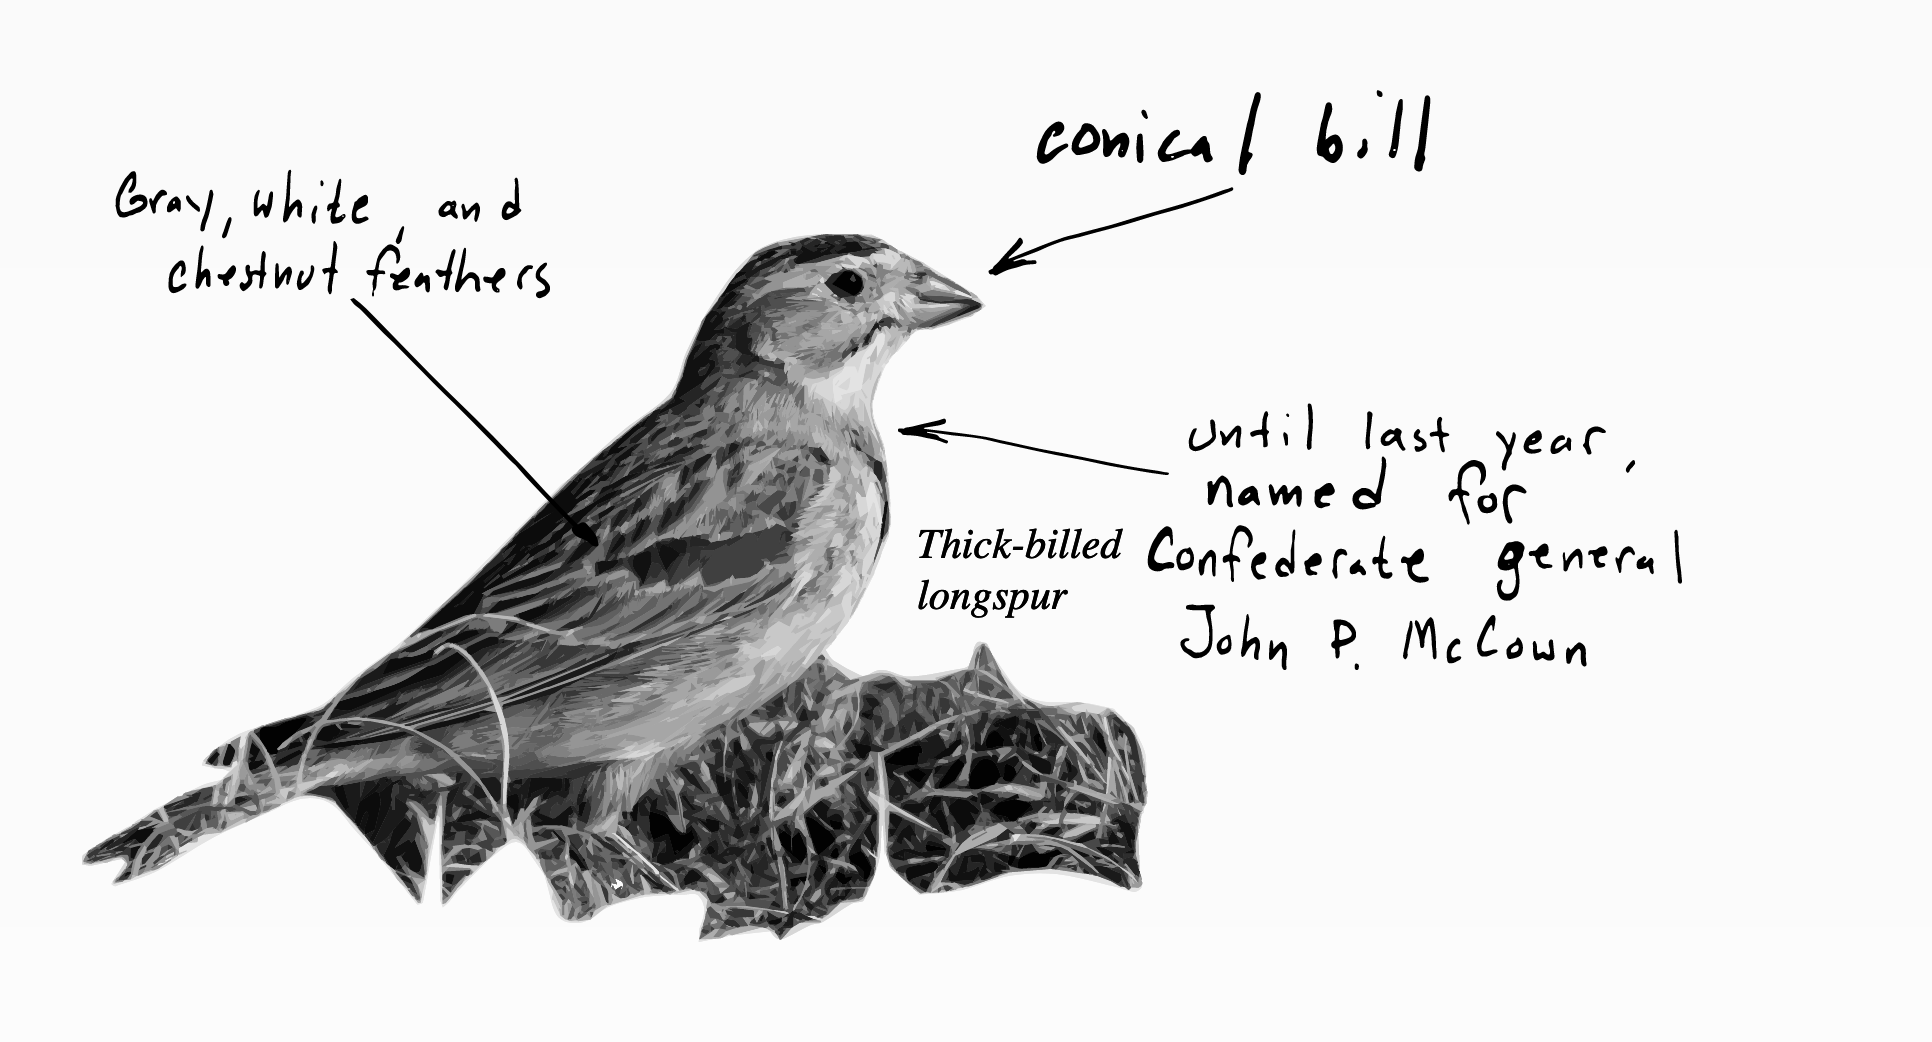 conical bill
Gray, white, and
chestnut feathers
Until last year,
named for
Confederate general
John P. McCown
Thick-billed
longspur